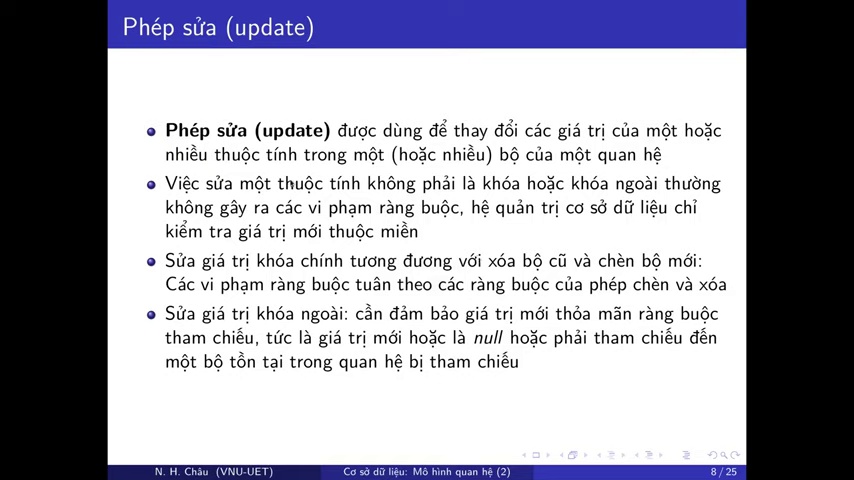 Phép sửa (update)
Phép sửa (update) được dùng để thay đổi các giá trị của một hoặc
nhiều thuộc tính trong một (hoặc nhiều) bộ của một quan hệ
Việc sửa một thuộc tính không phải là khóa hoặc khóa ngoài thường
không gây ra các vi phạm ràng buộc, hệ quản trị cơ sở dữ liệu chỉ
kiểm tra giá trị mới thuộc miền
Sửa giá trị khóa chính tương đương với xóa bộ cũ và chèn bộ mới:
Các vi phạm ràng buộc tuân theo các ràng buộc của phép chèn và xóa
Sửa giá trị khóa ngoài: cần đảm bảo giá trị mới thỏa mãn ràng buộc
tham chiếu, tức là giá trị mới hoặc là null hoặc phải tham chiếu đến
một bộ tồn tại trong quan hệ bị tham chiếu
N. H. Châu (VNU-UET)
Cơ sở dữ liệu: Mô hình quan hệ (2)
8 / 25